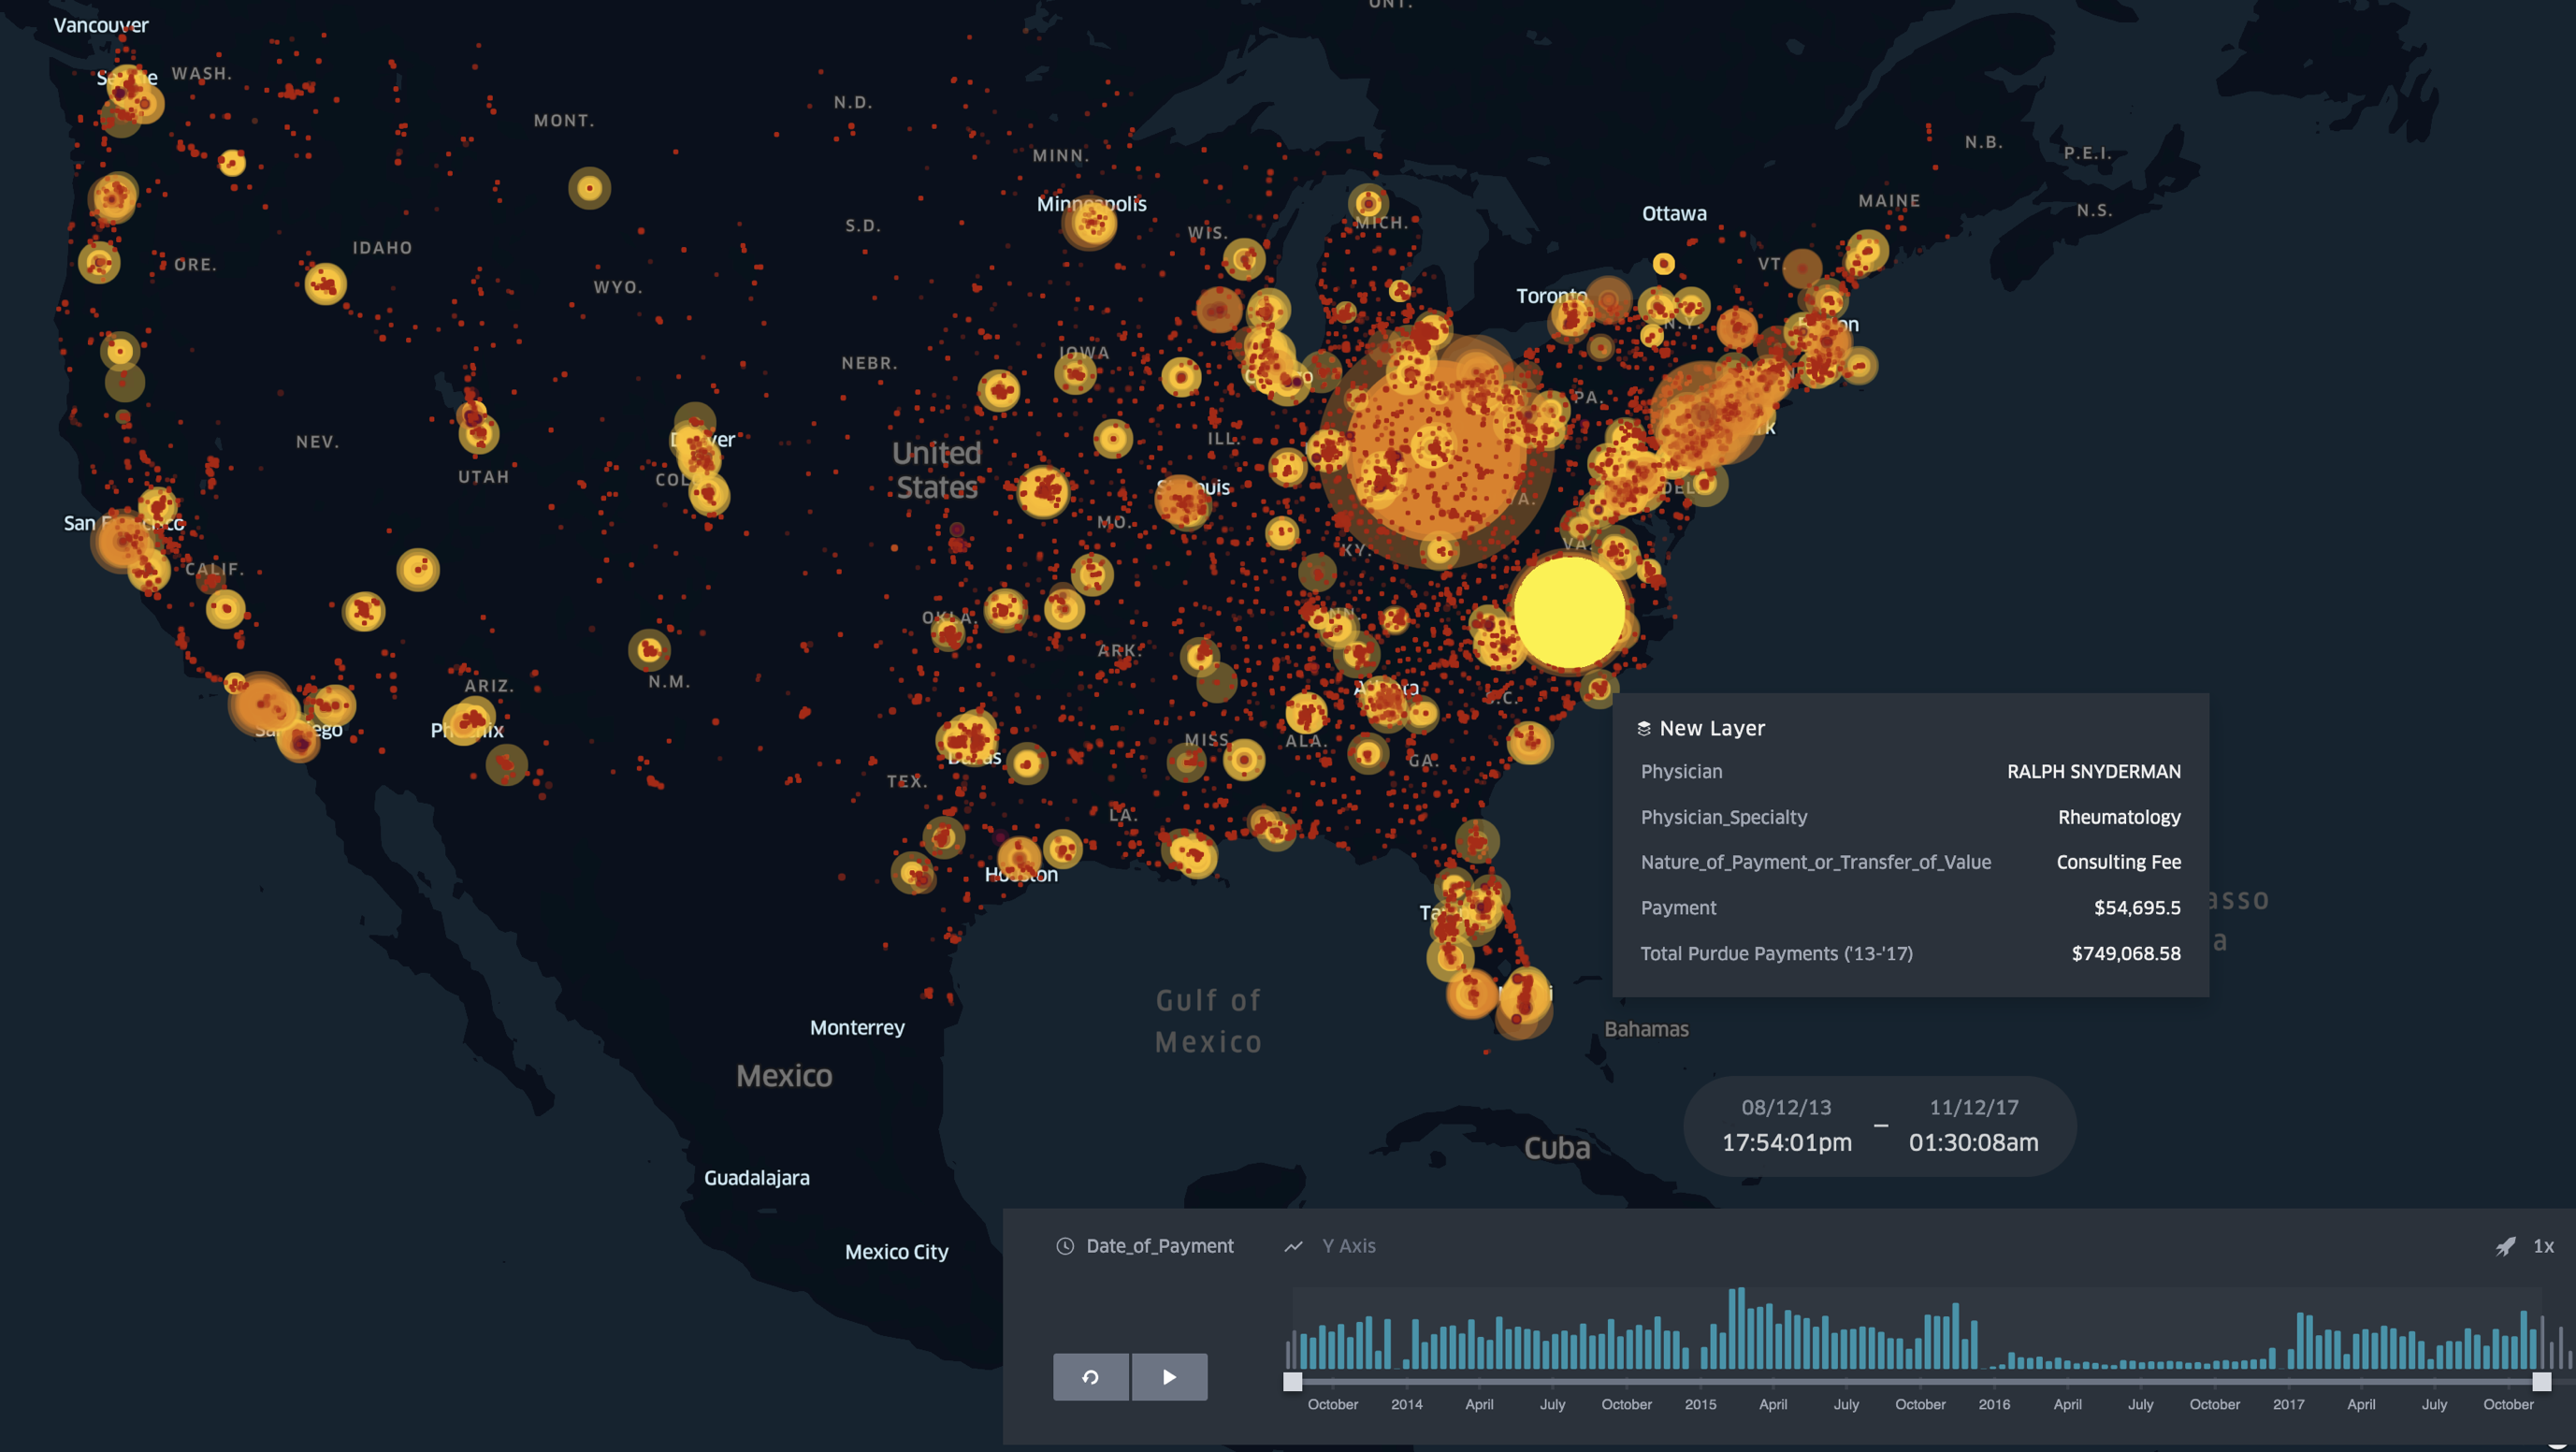 ONT.
Vancouver
WASH.
N.D.
MONT.
MINN.
N.B.
P.E.I.
MAINE
N.S.
Ottawa
S.D.
WIS.
MICH.
IDAHO
ORE.
VT.
WYO.
Toronto
IOWA
NEBR.
PA.
NEV.
ILL.
United
States
UTAH
DEL
MO.
KY.
VA.
CALIF.
OKLA.
ARK.
N.M.
ARIZ.
MISS
ALA.
GA.
TEX.
LA.
Houston
Gulf of
Mexico
Monterrey
Bahamas
Mexico
Cuba
Guadalajara
Mexico City
New Layer
Physician RALPH SNYDERMAN
Physician_Specialty Rheumatology
Nature_of_Payment_or_Transfer_of_Value Consulting Fee
Payment $54,695.5
Total Purdue Payments ('13-'17) $749,068.58
08/12/13 11/12/17
17:54:01pm – 01:30:08am
Date_of_Payment Y Axis 1x
October 2014 April July October 2015 April July October 2016 April July October 2017 April July October